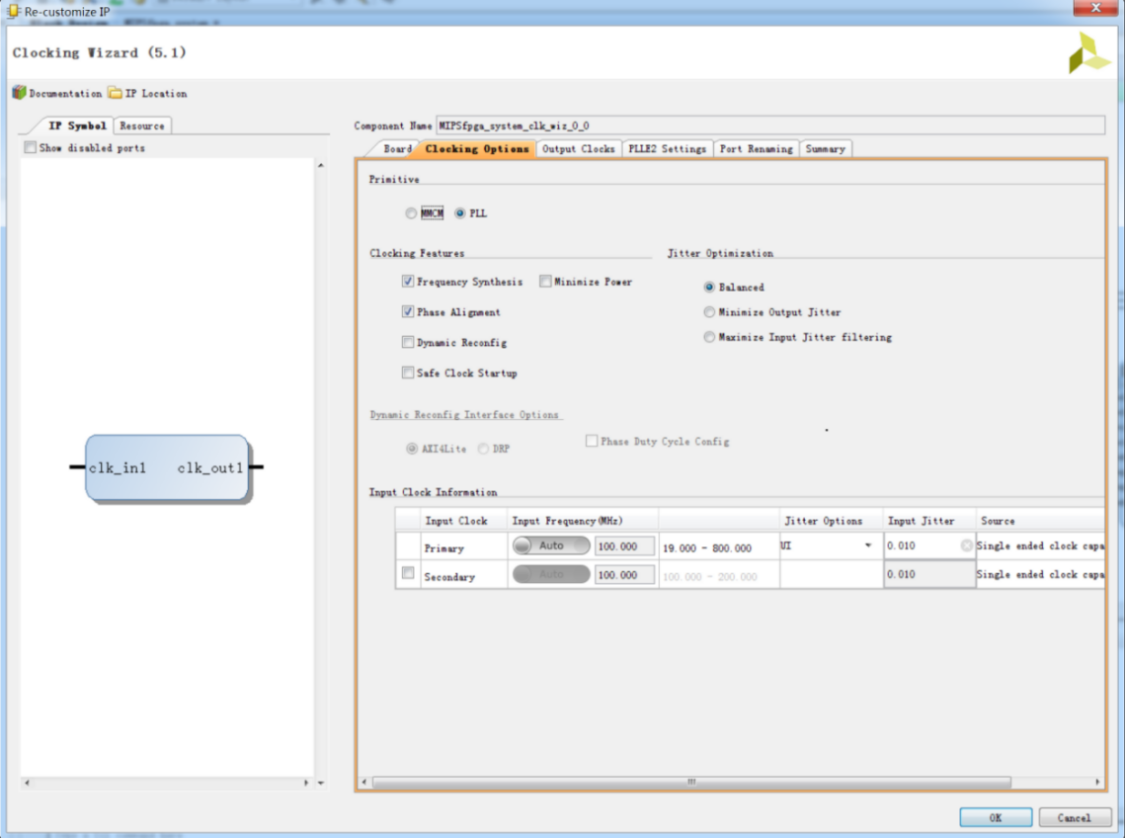 Re-customize IP
Clocking Wizard (5.1)
Documentation IP Location
IP Symbol Resource
Show disabled ports
clk_in1 clk_out1
Component Name MIPSfpga_system_clk_wiz_0_0
Board Clocking Options Output Clocks PLLE2 Settings Port Renaming Summary
Primitive
MMCM PLL
Clocking Features Jitter Optimization
Frequency Synthesis Minimize Power Balanced
Phase Alignment Minimize Output Jitter
Dynamic Reconfig Maximize Input Jitter filtering
Safe Clock Startup
Dynamic Reconfig Interface Options
AXI4Lite DRP Phase Duty Cycle Config
Input Clock Information
Input Clock Input Frequency(MHz) Jitter Options Input Jitter Source
Primary Auto 100.000 19.000 - 800.000 UI 0.010 Single ended clock capa
Secondary Auto 100.000 100.000 - 200.000 0.010 Single ended clock capa
OK Cancel